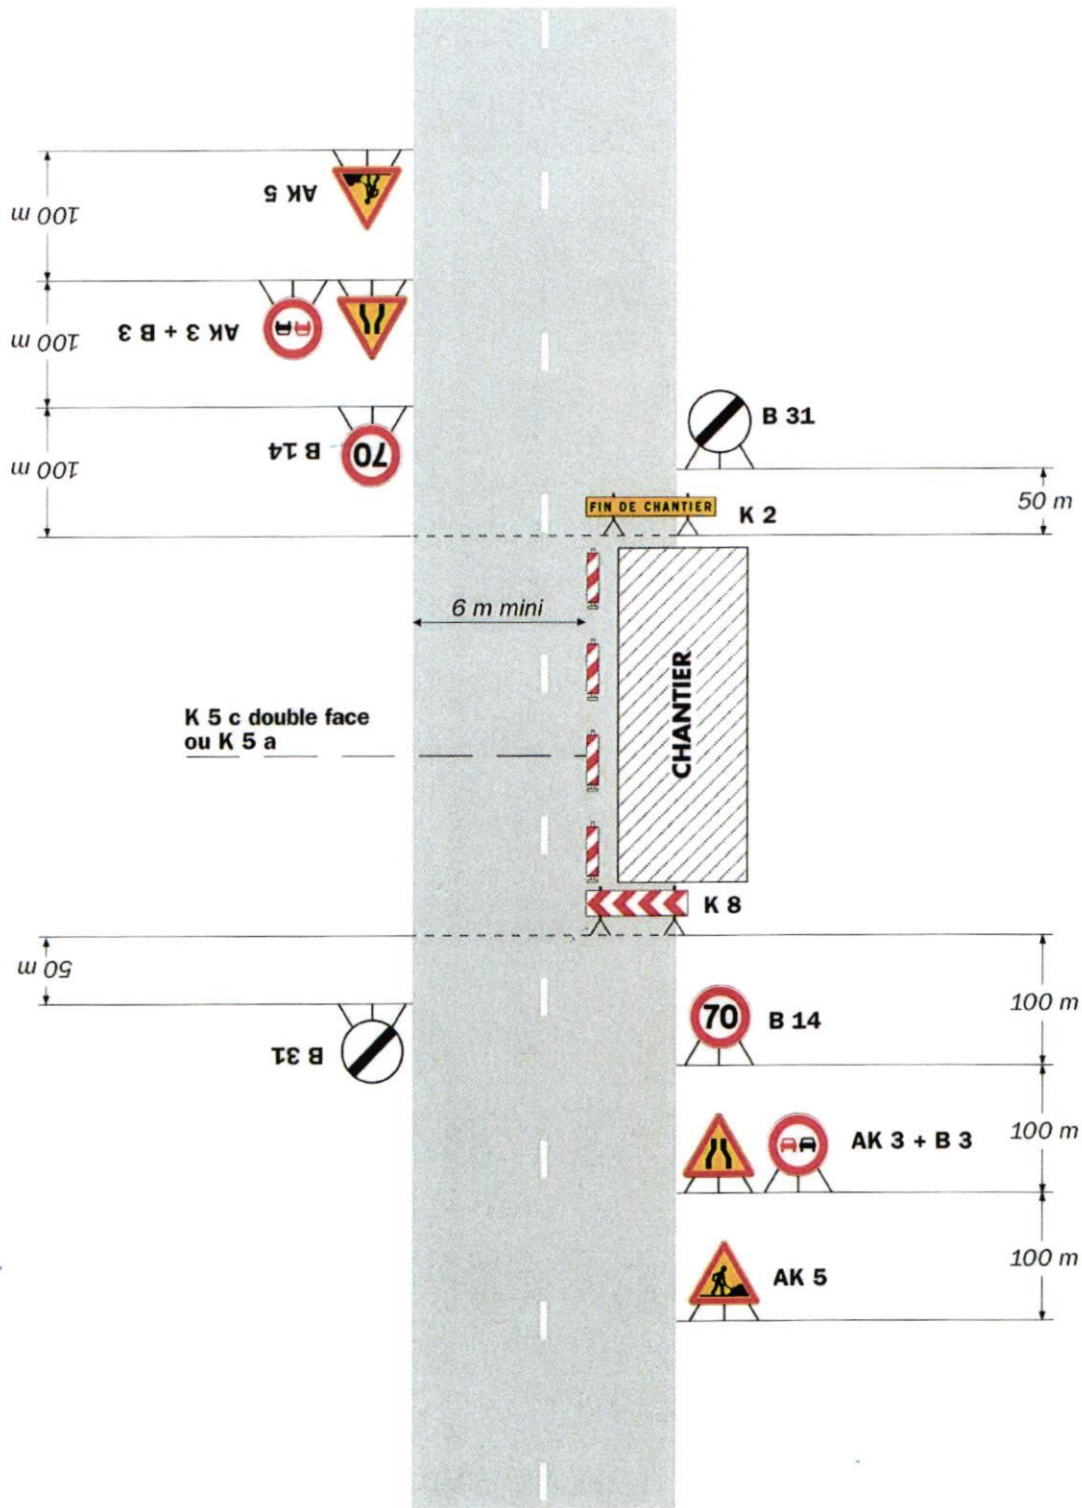 AK 5
100 m
AK 3 + B 3
100 m
70
B 14
100 m
B 31
50 m
FIN DE CHANTIER
K 2
6 m mini
CHANTIER
K 5 c double face
ou K 5 a
K 8
50 m
B 31
70
B 14
100 m
AK 3 + B 3
100 m
AK 5
100 m